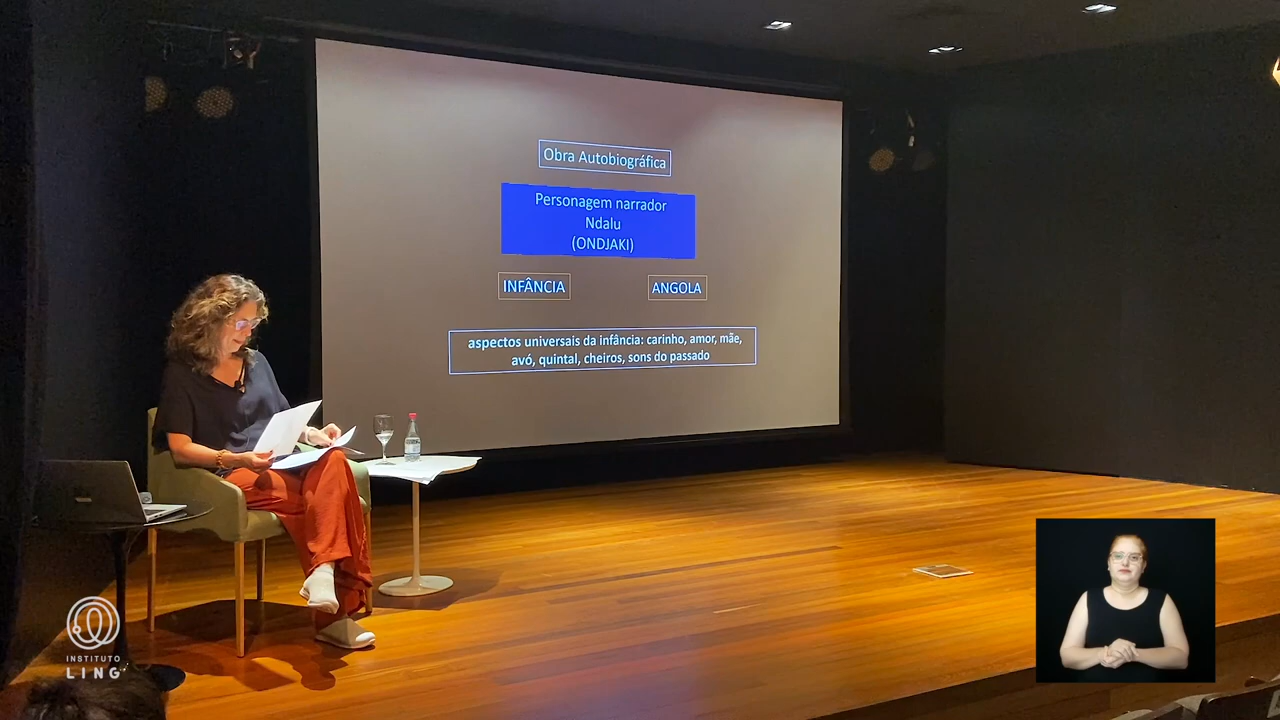 Obra Autobiográfica
Personagem narrador
Ndalu
(ONDJAKI)
INFÂNCIA
ANGOLA
aspectos universais da infância: carinho, amor, mãe,
avó, quintal, cheiros, sons do passado
INSTITUTO
LING